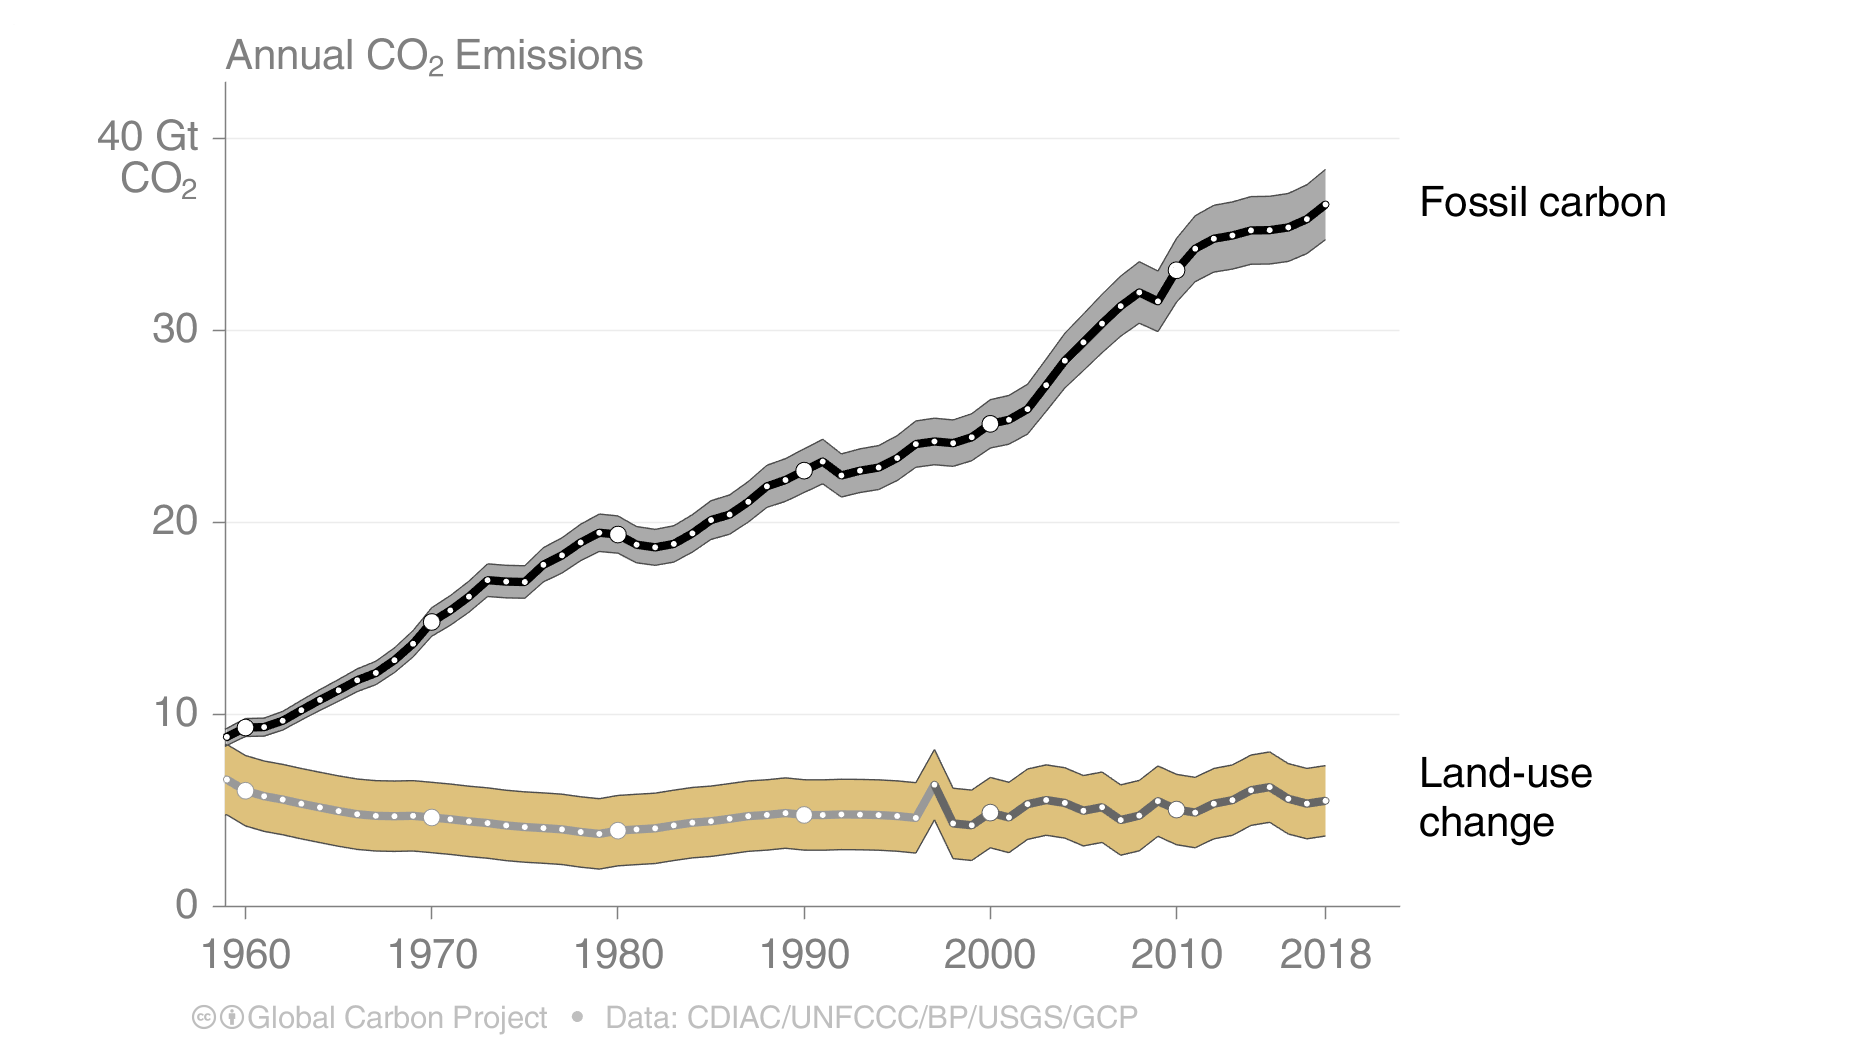 Annual CO₂ Emissions
40 Gt
CO₂
Fossil carbon
30
20
10
Land-use
change
0
1960 1970 1980 1990 2000 2010 2018
Global Carbon Project • Data: CDIAC/UNFCCC/BP/USGS/GCP